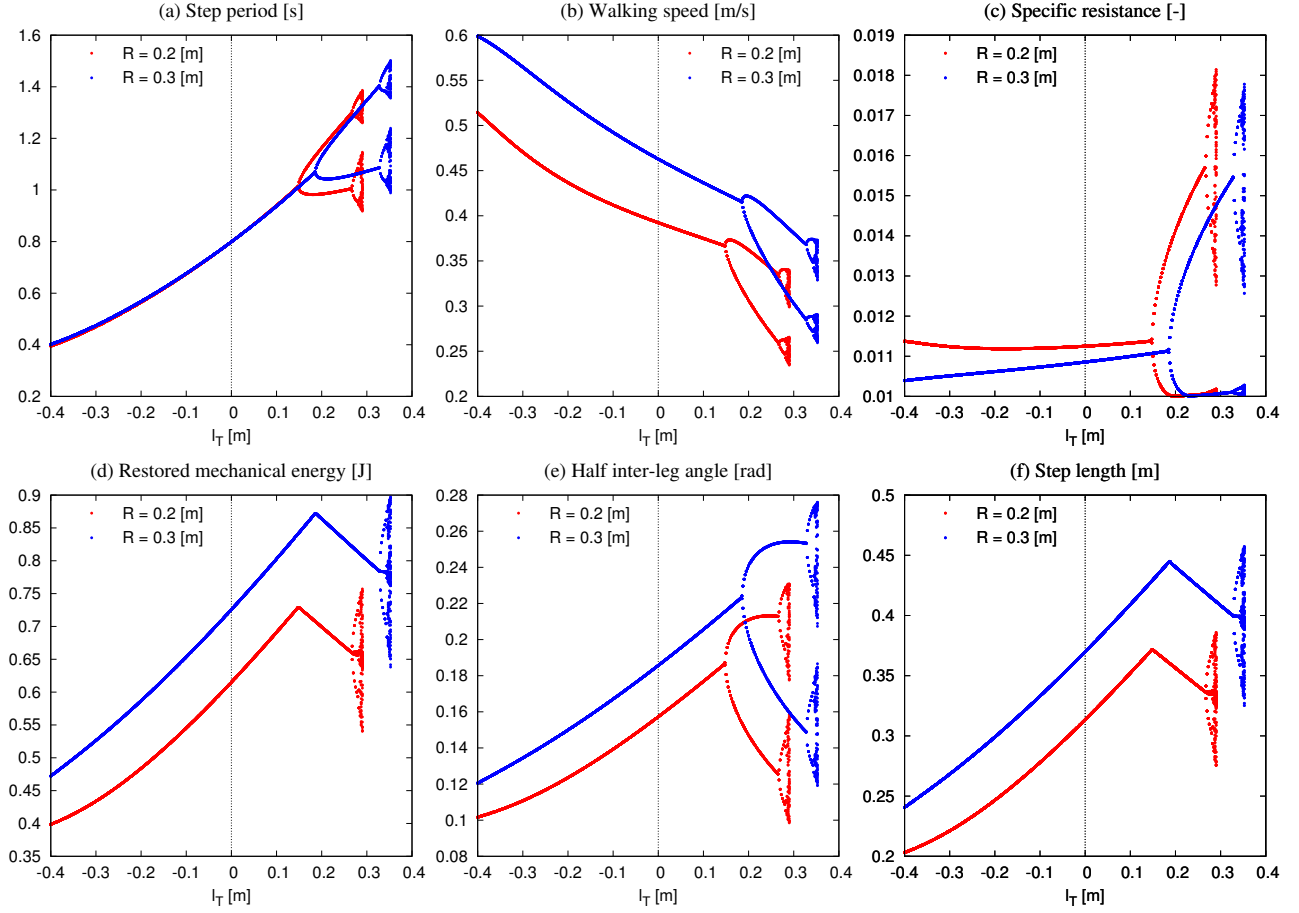 (a) Step period [s]
1.6
1.4
1.2
1
0.8
0.6
0.4
0.2
R = 0.2 [m]
R = 0.3 [m]
-0.4 -0.3 -0.2 -0.1 0 0.1 0.2 0.3 0.4
l_T [m]
(b) Walking speed [m/s]
0.6
0.55
0.5
0.45
0.4
0.35
0.3
0.25
0.2
R = 0.2 [m]
R = 0.3 [m]
-0.4 -0.3 -0.2 -0.1 0 0.1 0.2 0.3 0.4
l_T [m]
(c) Specific resistance [-]
0.019
0.018
0.017
0.016
0.015
0.014
0.013
0.012
0.011
0.01
R = 0.2 [m]
R = 0.3 [m]
-0.4 -0.3 -0.2 -0.1 0 0.1 0.2 0.3 0.4
l_T [m]
(d) Restored mechanical energy [J]
0.9
0.85
0.8
0.75
0.7
0.65
0.6
0.55
0.5
0.45
0.4
0.35
R = 0.2 [m]
R = 0.3 [m]
-0.4 -0.3 -0.2 -0.1 0 0.1 0.2 0.3 0.4
l_T [m]
(e) Half inter-leg angle [rad]
0.28
0.26
0.24
0.22
0.2
0.18
0.16
0.14
0.12
0.1
0.08
R = 0.2 [m]
R = 0.3 [m]
-0.4 -0.3 -0.2 -0.1 0 0.1 0.2 0.3 0.4
l_T [m]
(f) Step length [m]
0.5
0.45
0.4
0.35
0.3
0.25
0.2
R = 0.2 [m]
R = 0.3 [m]
-0.4 -0.3 -0.2 -0.1 0 0.1 0.2 0.3 0.4
l_T [m]